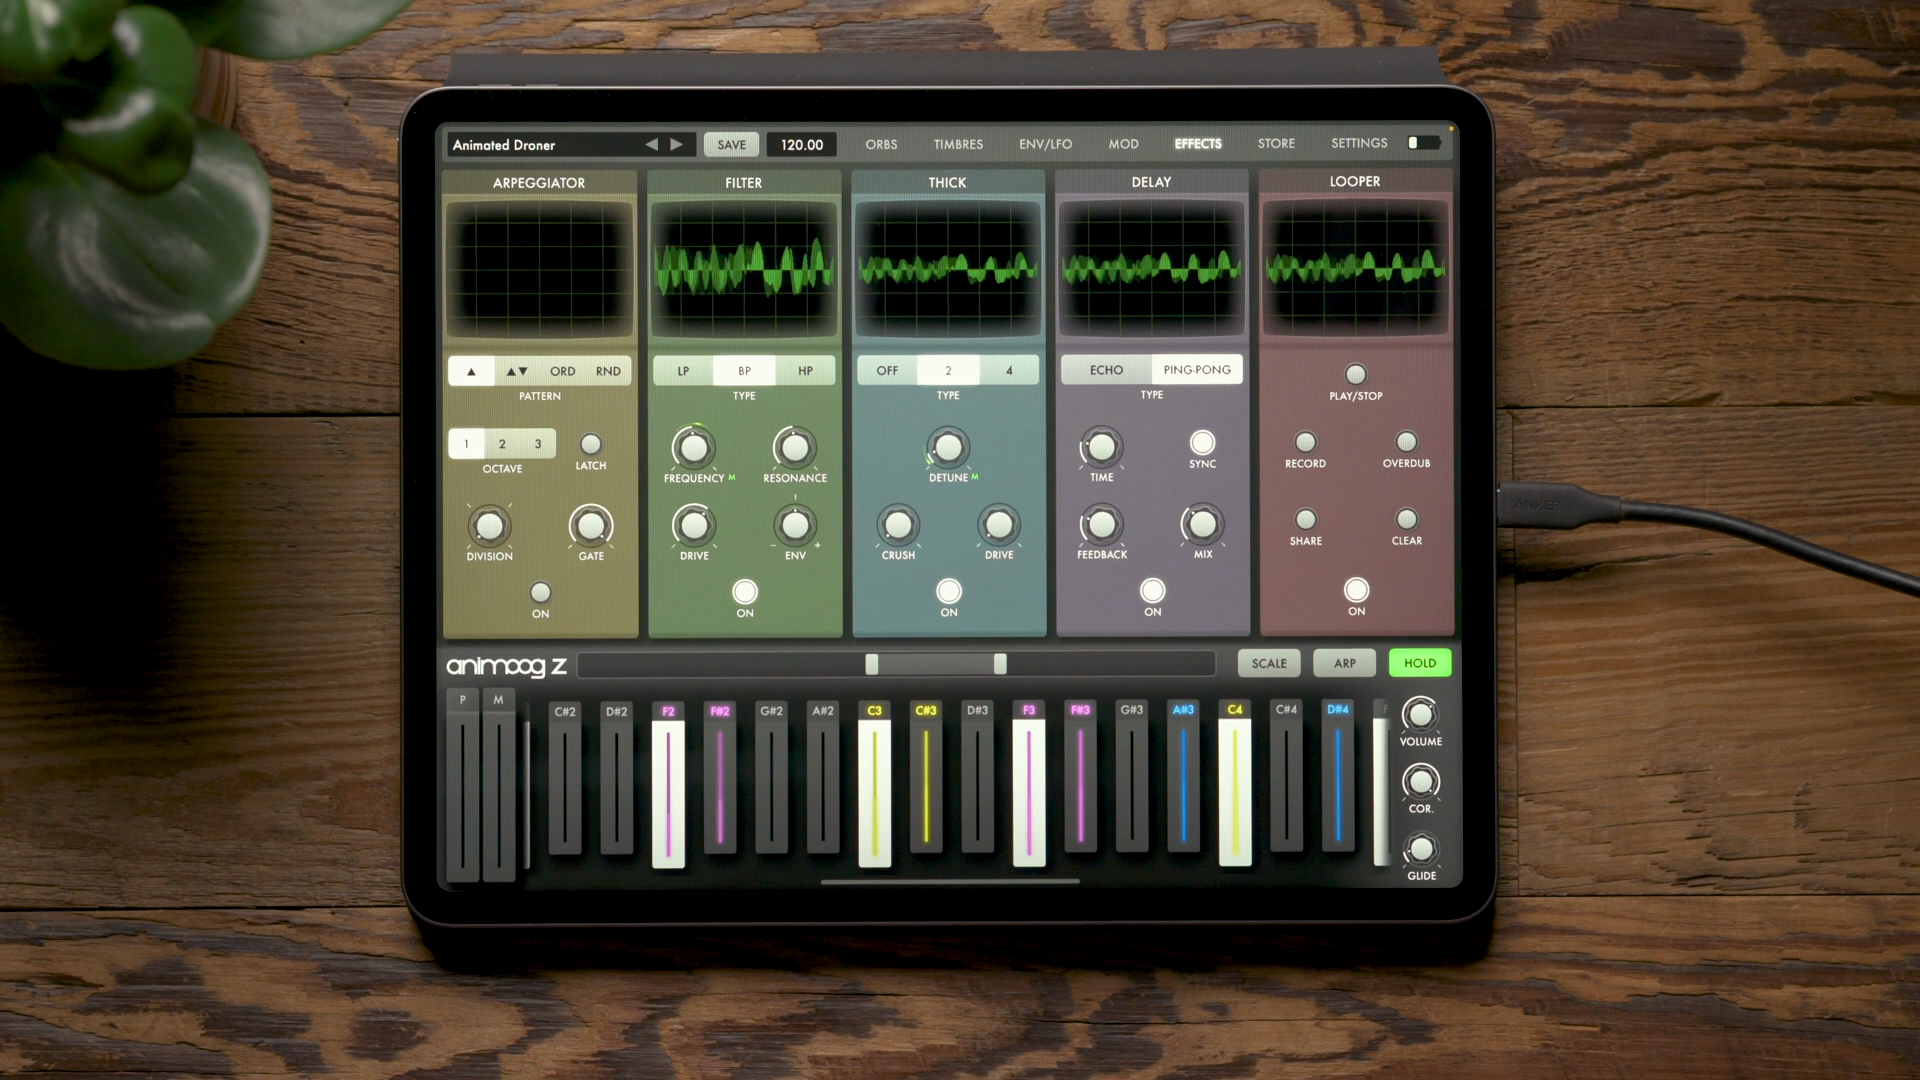 Animated Droner
SAVE
120.00
ORBS
TIMBRES
ENV/LFO
MOD
EFFECTS
STORE
SETTINGS
ARPEGGIATOR
FILTER
THICK
DELAY
LOOPER
ORD
RND
PATTERN
1
2
3
OCTAVE
LATCH
DIVISION
GATE
ON
LP
BP
HP
TYPE
FREQUENCY M
RESONANCE
DRIVE
ENV
- +
ON
OFF
2
4
TYPE
DETUNE M
CRUSH
DRIVE
ON
ECHO
PING-PONG
TYPE
TIME
SYNC
FEEDBACK
MIX
ON
PLAY/STOP
RECORD
OVERDUB
SHARE
CLEAR
ON
ANKER
animoog z
SCALE
ARP
HOLD
P
M
C#2
D#2
F2
F#2
G#2
A#2
C3
C#3
D#3
F3
F#3
G#3
A#3
C4
C#4
D#4
F
VOLUME
COR.
GLIDE